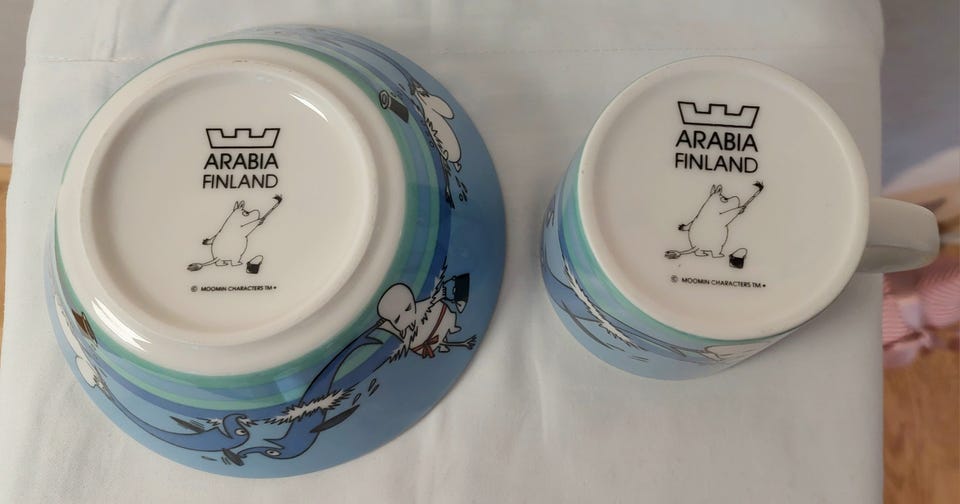 ARABIA
FINLAND
© MOOMIN CHARACTERS TM •
ARABIA
FINLAND
© MOOMIN CHARACTERS TM •